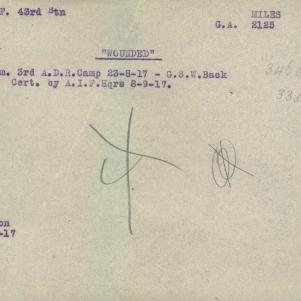 F. 43rd Btn MILES
G.A. 2125
"WOUNDED"
m. 3rd A.D.R.Camp 23-8-17 - G.S.W.Back
Cert. by A.I.F.Hqrs 8-9-17.
on
-17